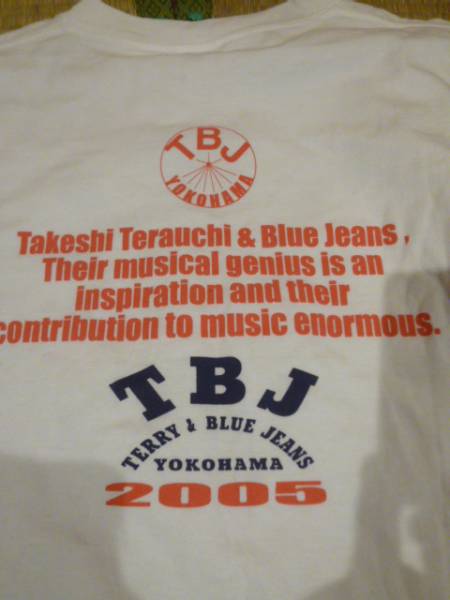 TBJ
YOKOHAMA
Takeshi Terauchi & Blue Jeans ,
Their musical genius is an
inspiration and their
contribution to music enormous.
TBJ
TERRY & BLUE JEANS
YOKOHAMA
2005